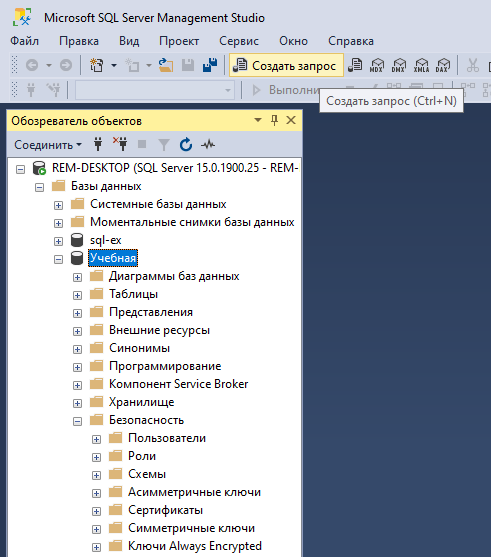 Microsoft SQL Server Management Studio
Файл Правка Вид Проект Сервис Окно Справка
Создать запрос MDX DMX XMLA DAX
Выполни
Создать запрос (Ctrl+N)
Обозреватель объектов
Соединить
REM-DESKTOP (SQL Server 15.0.1900.25 - REM-
Базы данных
Системные базы данных
Моментальные снимки базы данных
sql-ex
Учебная
Диаграммы баз данных
Таблицы
Представления
Внешние ресурсы
Синонимы
Программирование
Компонент Service Broker
Хранилище
Безопасность
Пользователи
Роли
Схемы
Асимметричные ключи
Сертификаты
Симметричные ключи
Ключи Always Encrypted